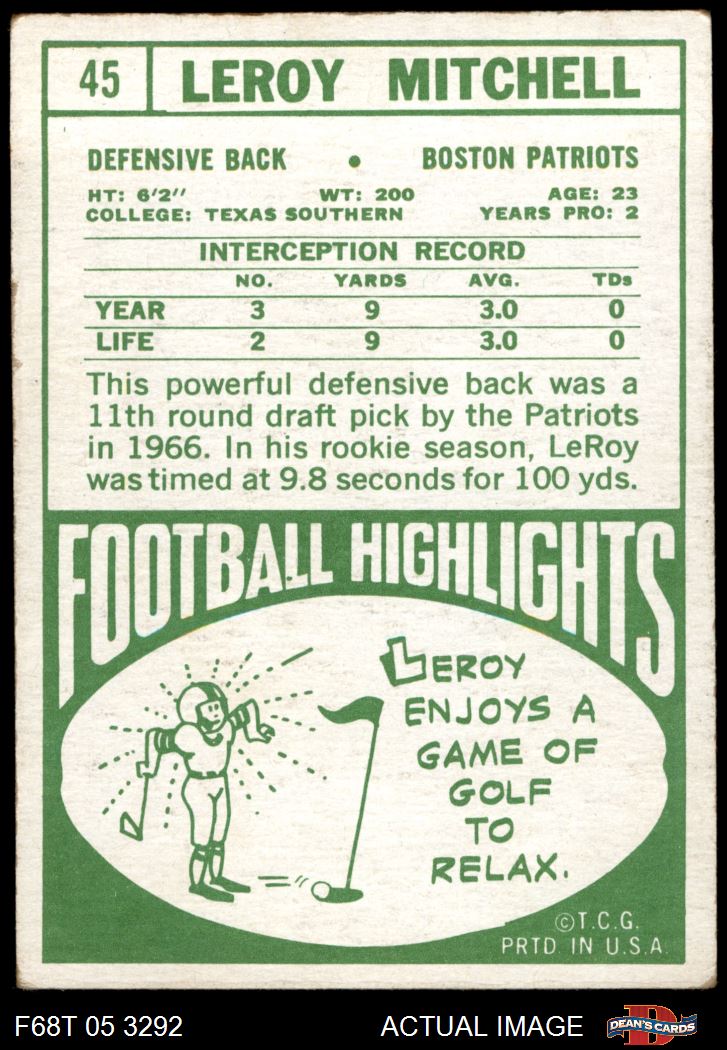 45 LEROY MITCHELL
DEFENSIVE BACK • BOSTON PATRIOTS
HT: 6'2" WT: 200 AGE: 23
COLLEGE: TEXAS SOUTHERN YEARS PRO: 2
INTERCEPTION RECORD
NO. YARDS AVG. TDs
YEAR 3 9 3.0 0
LIFE 2 9 3.0 0
This powerful defensive back was a
11th round draft pick by the Patriots
in 1966. In his rookie season, LeRoy
was timed at 9.8 seconds for 100 yds.
FOOTBALL HIGHLIGHTS
LEROY
ENJOYS A
GAME OF
GOLF
TO
RELAX.
©T.C.G.
PRTD. IN U.S.A.
F68T 05 3292 ACTUAL IMAGE DEAN'S CARDS